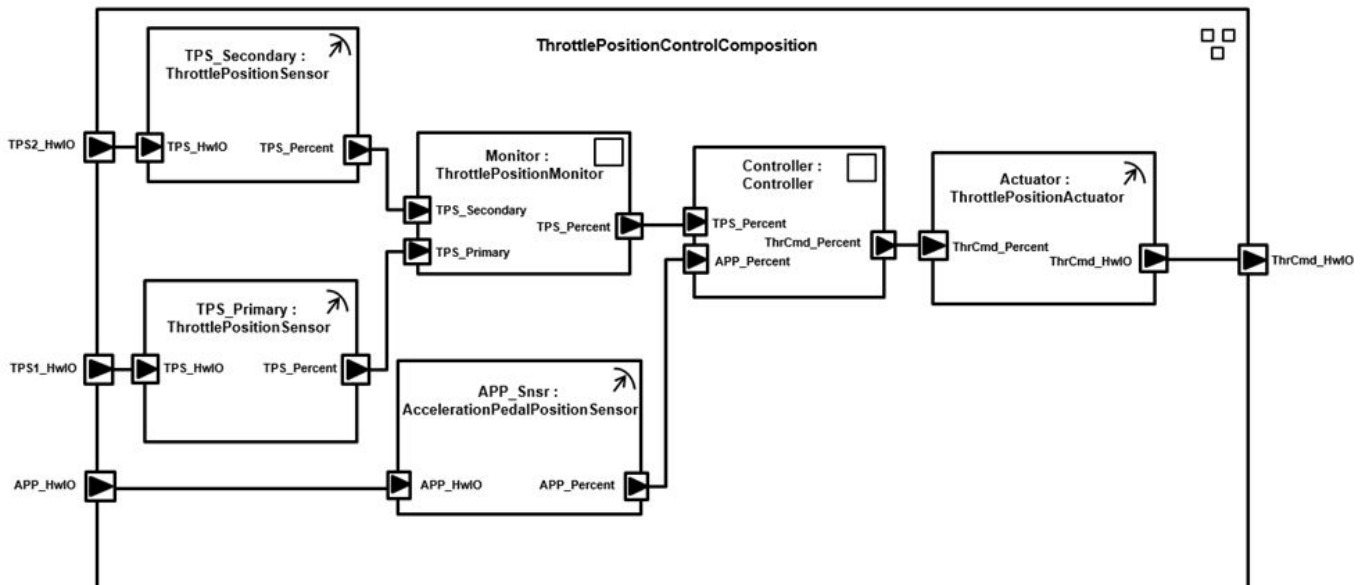 ThrottlePositionControlComposition
TPS_Secondary :
ThrottlePositionSensor
TPS2_HwIO
TPS_HwIO
TPS_Percent
Monitor :
ThrottlePositionMonitor
TPS_Secondary
TPS_Primary
TPS_Percent
Controller :
Controller
TPS_Percent
APP_Percent
ThrCmd_Percent
Actuator :
ThrottlePositionActuator
ThrCmd_Percent
ThrCmd_HwIO
ThrCmd_HwIO
TPS_Primary :
ThrottlePositionSensor
TPS1_HwIO
TPS_HwIO
TPS_Percent
APP_Snsr :
AccelerationPedalPositionSensor
APP_HwIO
APP_HwIO
APP_Percent